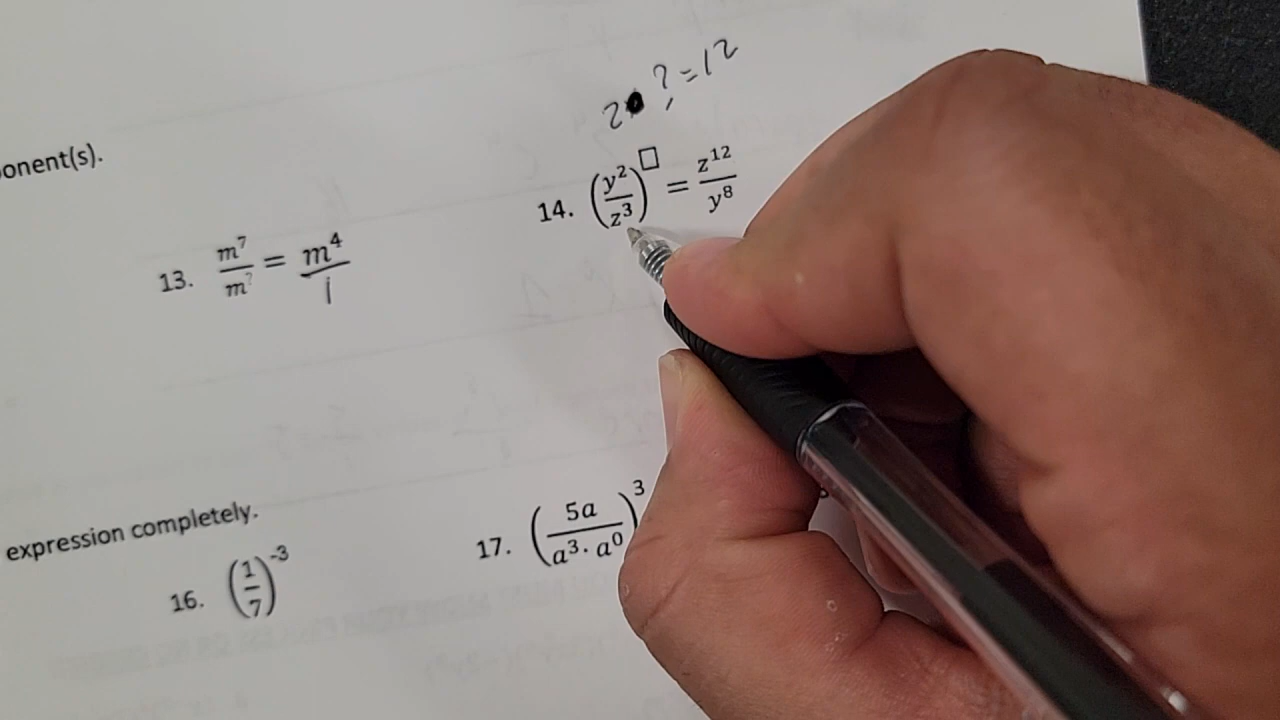 2 • ? = 12
onent(s).
13. m⁷/m^? = m⁴/1
14. (y²/z³)^□ = z¹²/y⁸
expression completely.
16. (1/7)⁻³
17. (5a/a³· a⁰)³